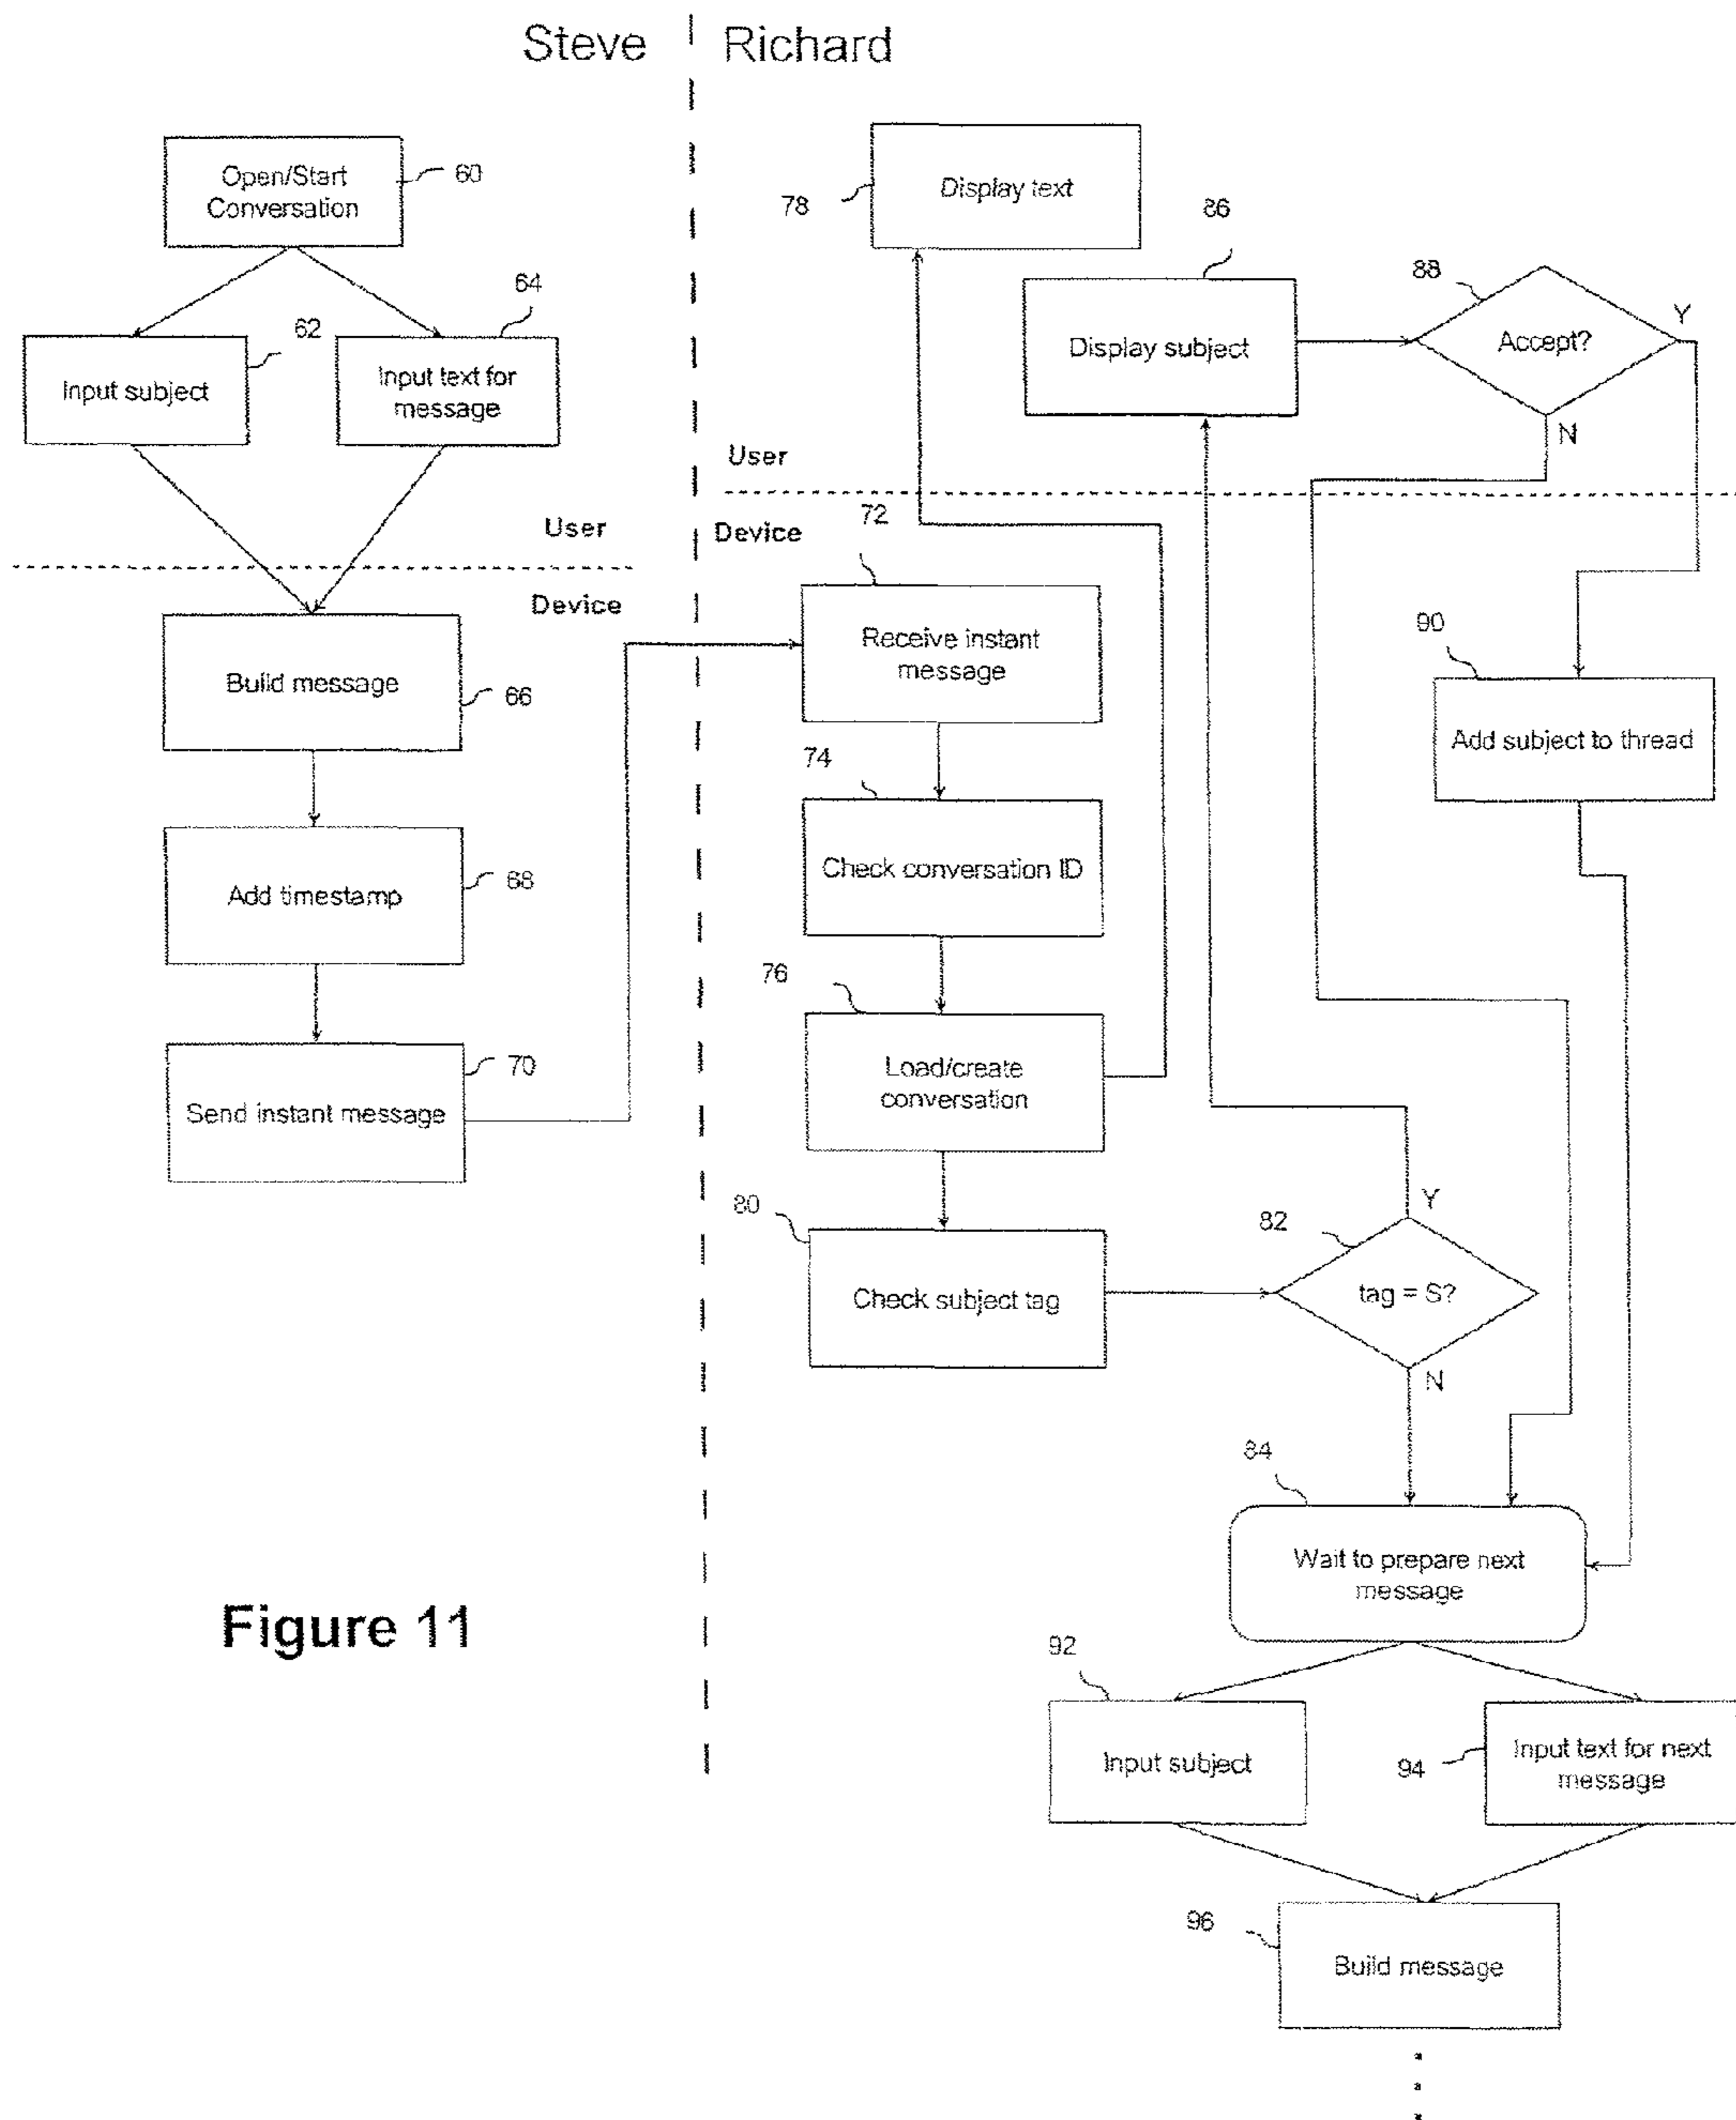 Steve
Richard
Open/Start
Conversation
60
62
64
Input subject
Input text for
message
User
Device
Build message
66
Add timestamp
68
Send instant message
70
78
Display text
86
Display subject
88
Accept?
Y
N
User
Device
72
Receive instant
message
74
Check conversation ID
76
Load/create
conversation
90
Add subject to thread
80
Check subject tag
82
tag = S?
Y
N
84
Wait to prepare next
message
92
Input subject
94
Input text for next
message
96
Build message
Figure 11